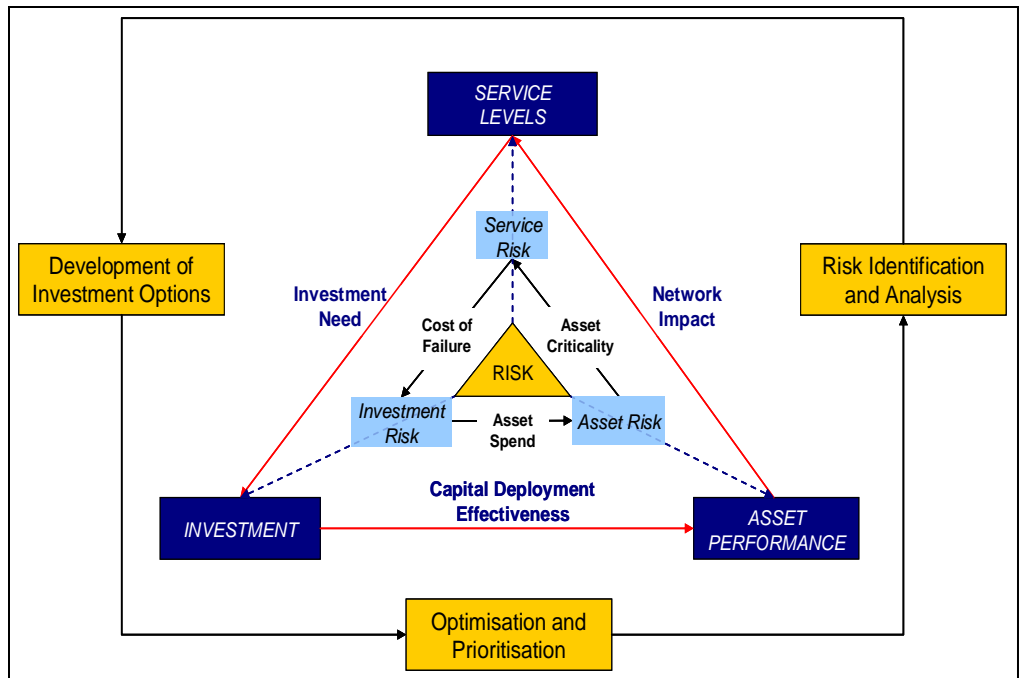 SERVICE
LEVELS
Service
Risk
Development of
Investment Options
Risk Identification
and Analysis
Investment
Need
Network
Impact
Cost of
Failure
Asset
Criticality
RISK
Investment
Risk
Asset
Spend
Asset Risk
Capital Deployment
Effectiveness
INVESTMENT
ASSET
PERFORMANCE
Optimisation and
Prioritisation